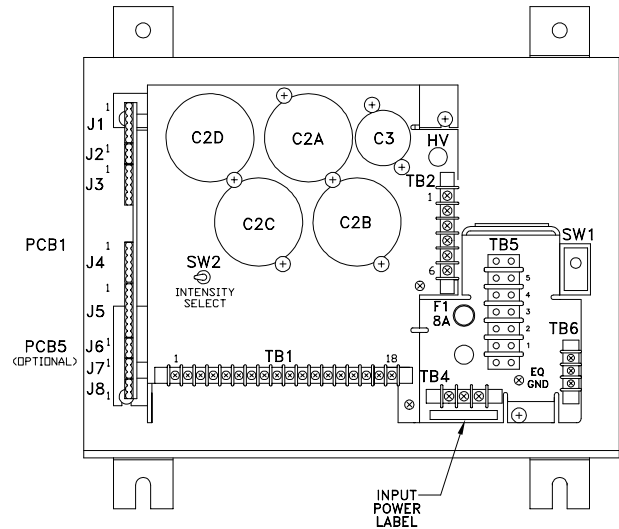 C2D
C2A
C3
HV
J1 1
J2 1
J3 1
TB2
1
6
C2C
C2B
SW2
INTENSITY
SELECT
PCB1
J4 1
J5 1
PCB5
(OPTIONAL)
J6 1
J7 1
J8 1
1 TB1 18
SW1
TB5
5
4
3
2
1
F1
8A
TB6
TB4
EQ
GND
INPUT
POWER
LABEL